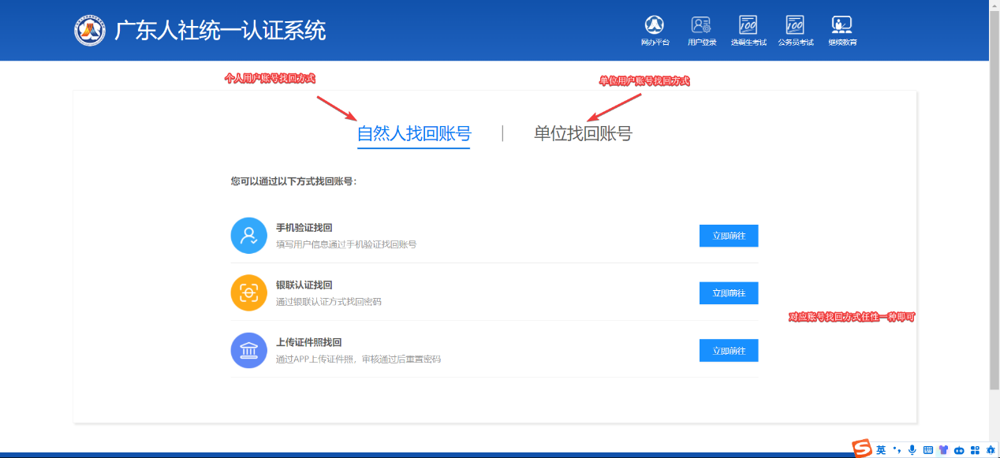 广东人社统一认证系统
网办平台
用户登录
选调生考试
公务员考试
继续教育
个人用户账号找回方式
单位用户账号找回方式
自然人找回账号
单位找回账号
您可以通过以下方式找回账号：
手机验证找回
填写用户信息通过手机验证找回账号
立即前往
银联认证找回
通过银联认证方式找回密码
立即前往
对应账号找回方式任性一种即可
上传证件照找回
通过APP上传证件照，审核通过后重置密码
立即前往
英